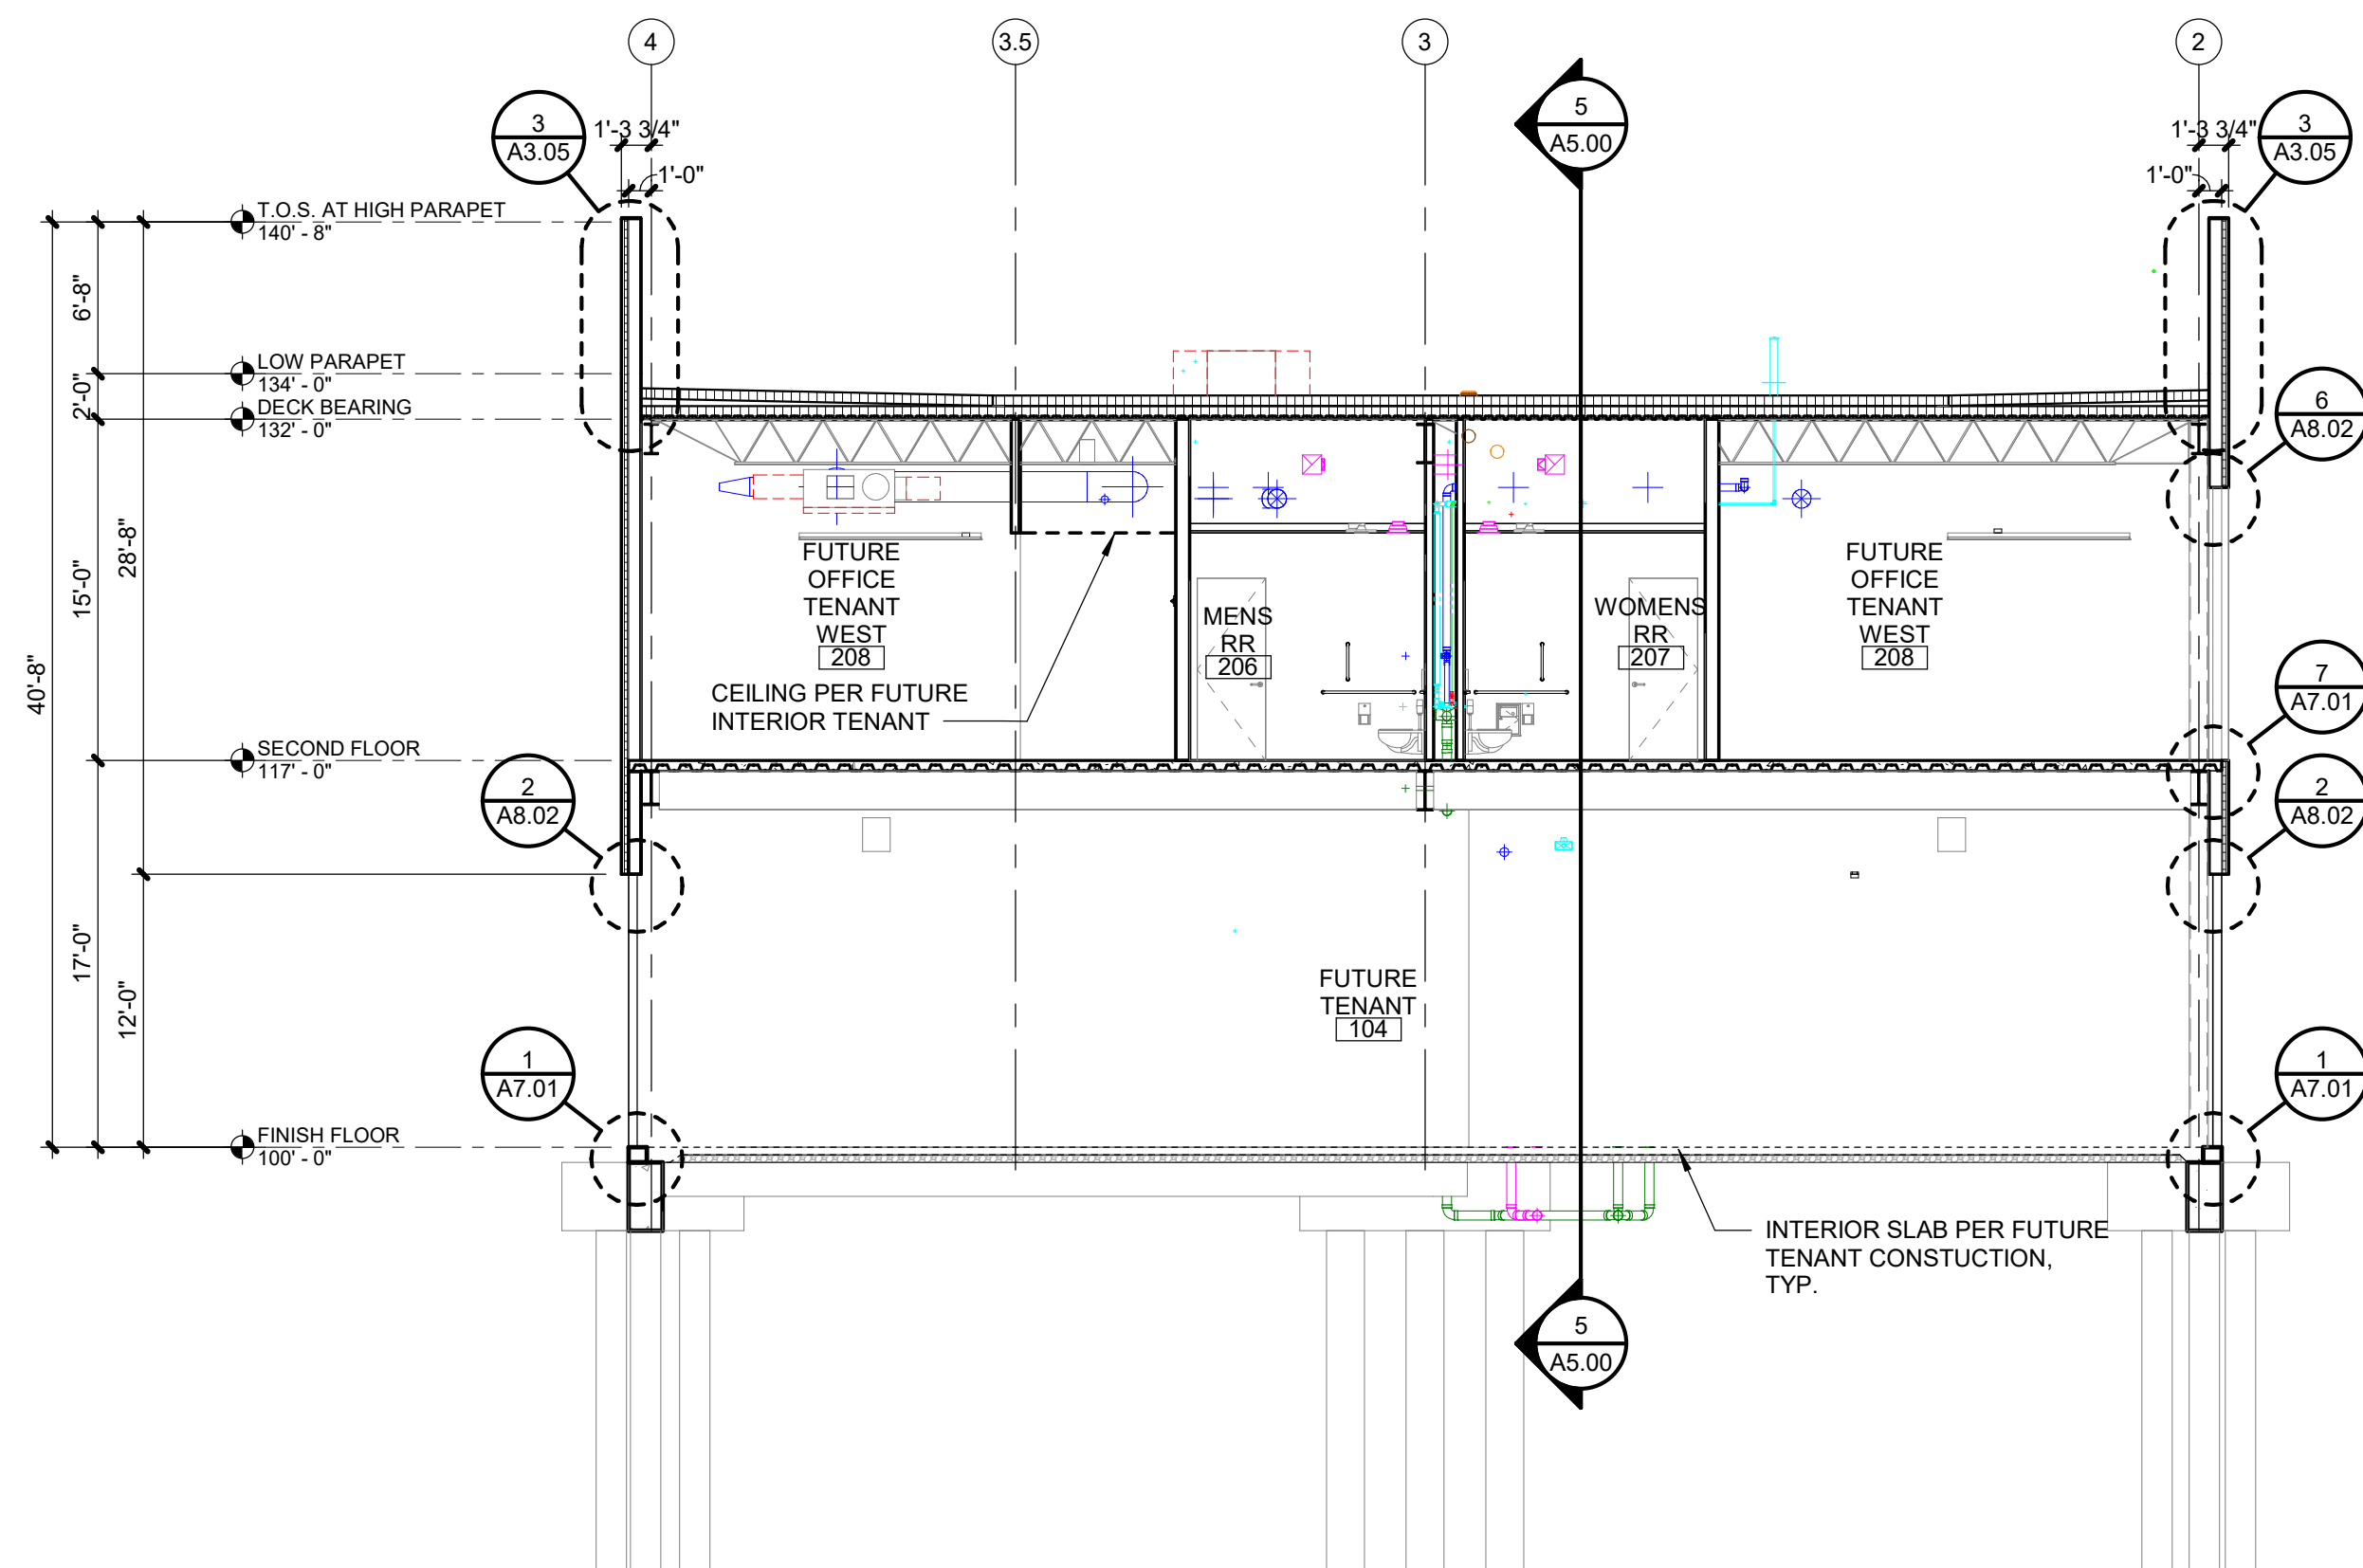 4
3.5
3
2
3
A3.05
1'-3 3/4"
1'-0"
5
A5.00
1'-3 3/4"
1'-0"
3
A3.05
T.O.S. AT HIGH PARAPET
140' - 8"
6'-8"
LOW PARAPET
134' - 0"
2'-0"
DECK BEARING
132' - 0"
6
A8.02
40'-8"
15'-0"
28'-8"
FUTURE
OFFICE
TENANT
WEST
208
MENS
RR
206
WOMENS
RR
207
FUTURE
OFFICE
TENANT
WEST
208
CEILING PER FUTURE
INTERIOR TENANT
7
A7.01
SECOND FLOOR
117' - 0"
2
A8.02
2
A8.02
17'-0"
12'-0"
FUTURE
TENANT
104
1
A7.01
1
A7.01
FINISH FLOOR
100' - 0"
INTERIOR SLAB PER FUTURE
TENANT CONSTUCTION,
TYP.
5
A5.00